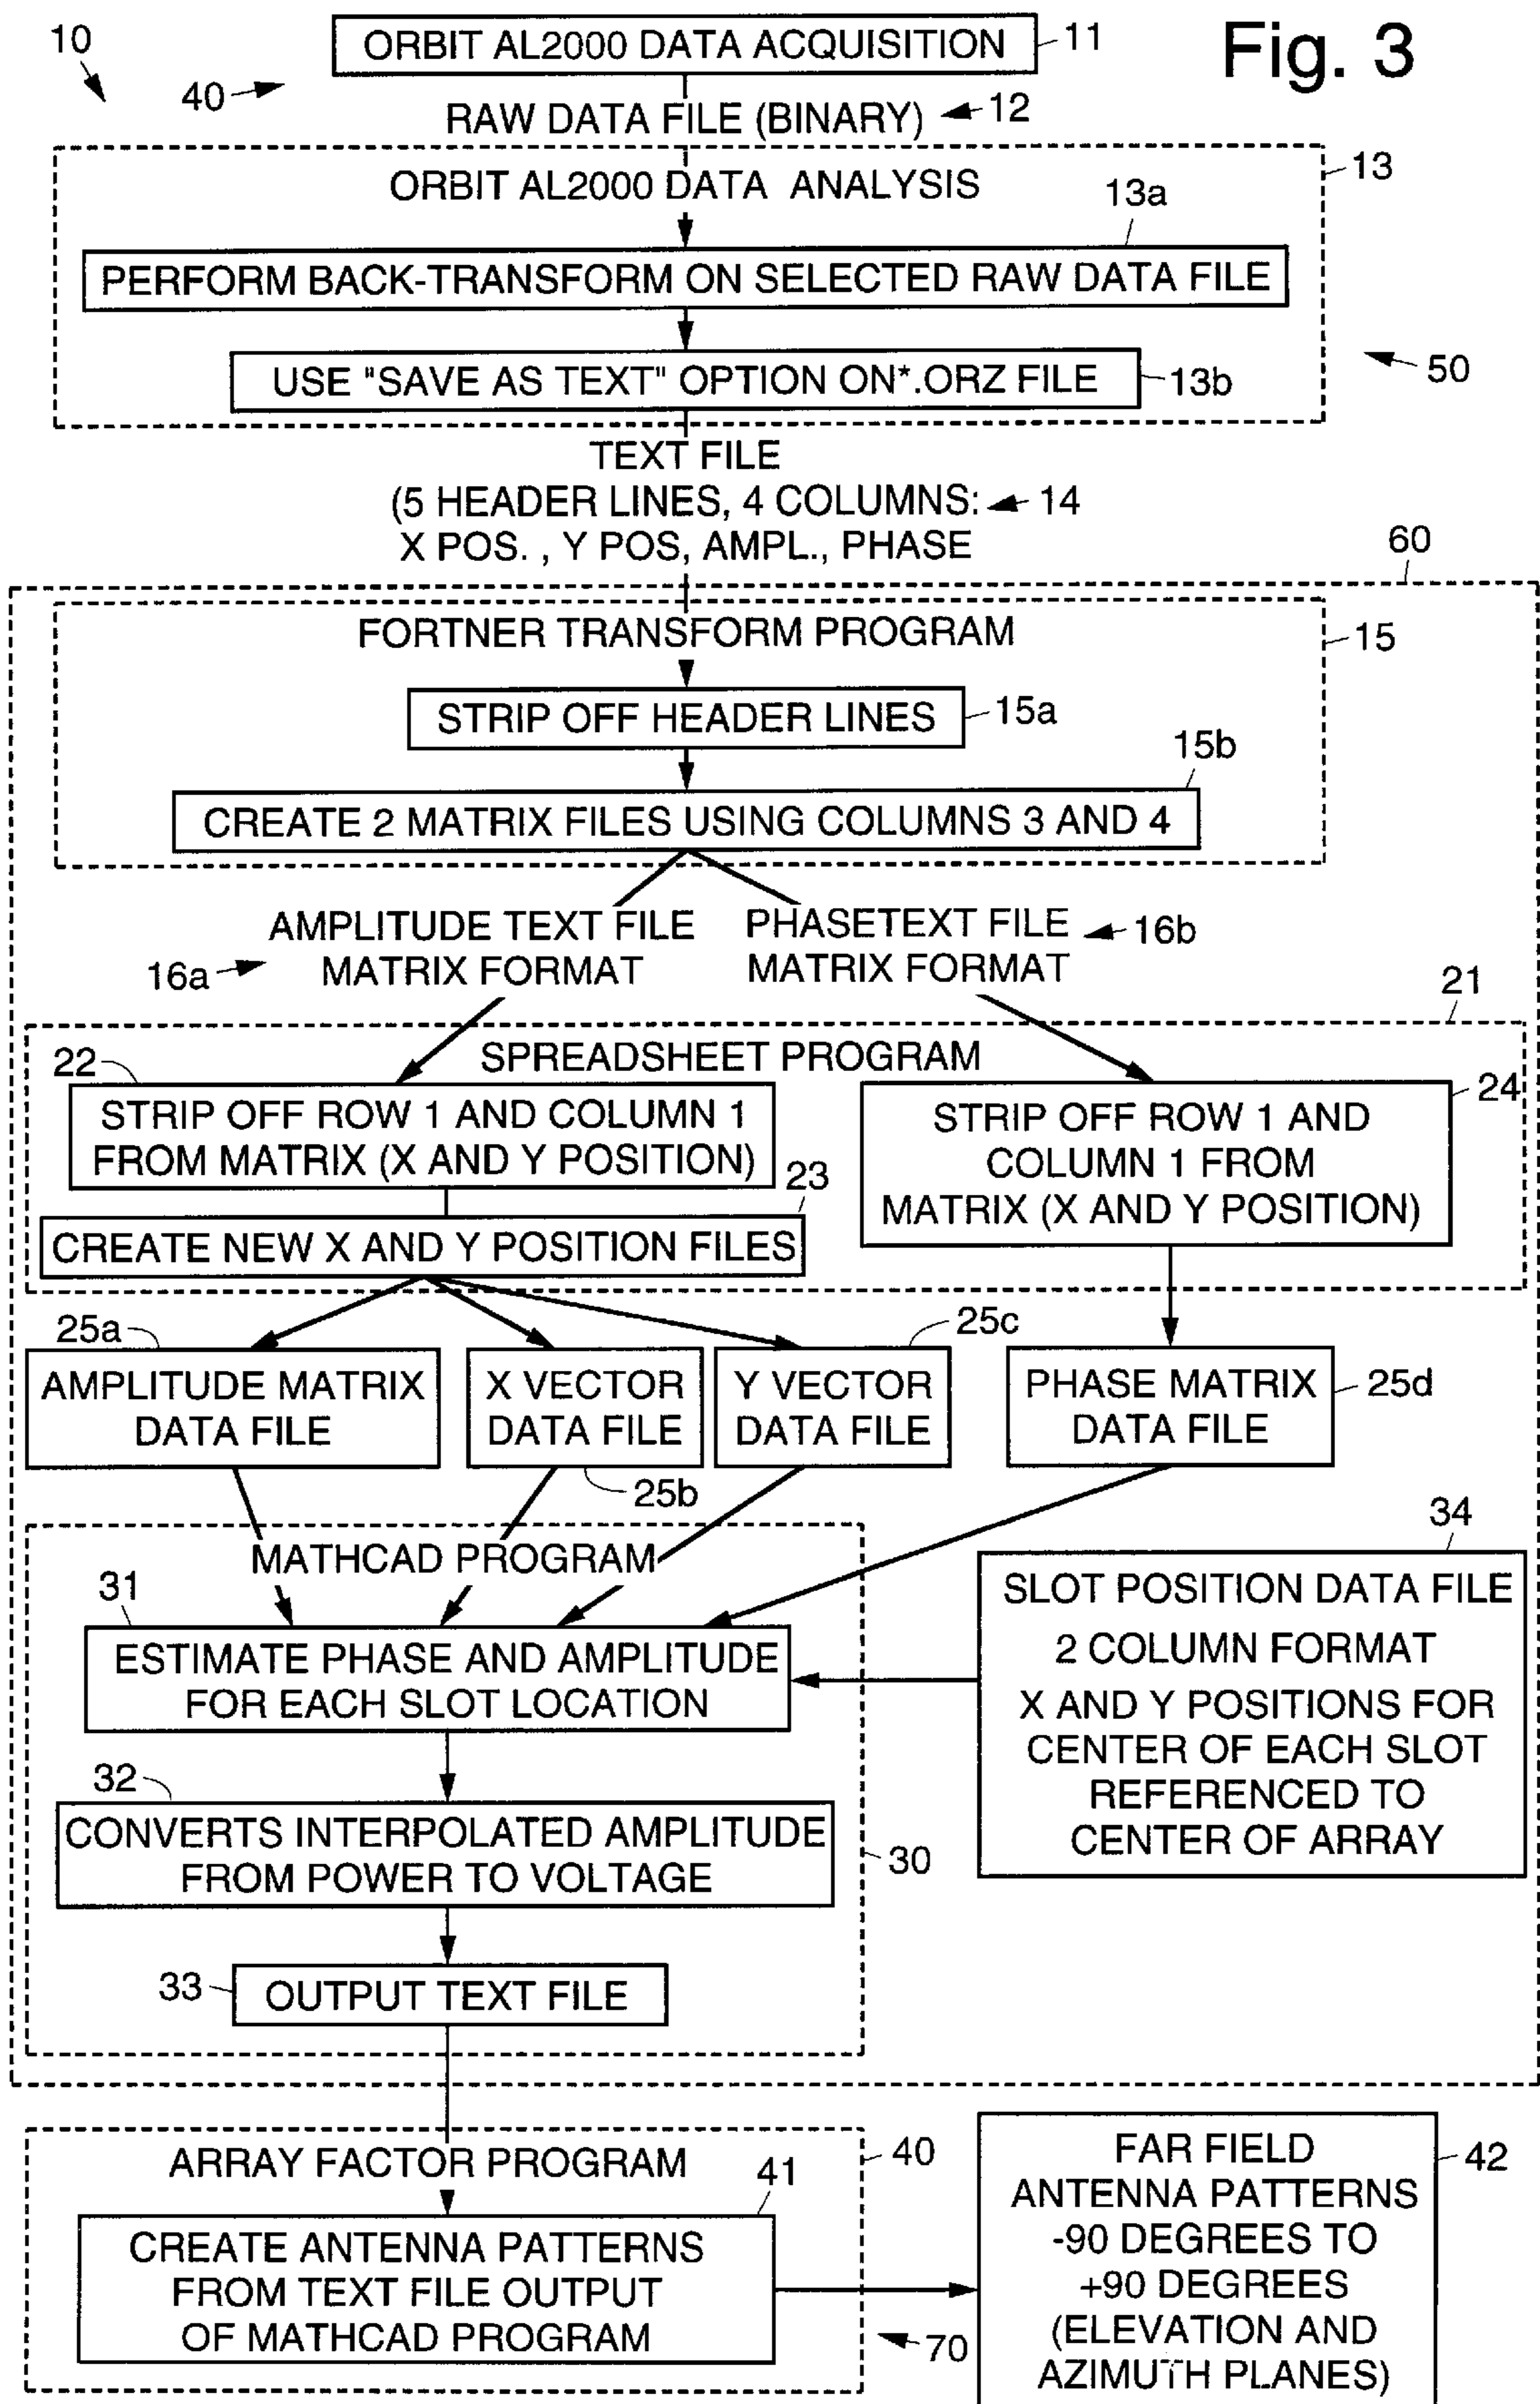 Fig. 3
10
40
ORBIT AL2000 DATA ACQUISITION
11
RAW DATA FILE (BINARY)
12
13
ORBIT AL2000 DATA ANALYSIS
13a
PERFORM BACK-TRANSFORM ON SELECTED RAW DATA FILE
USE "SAVE AS TEXT" OPTION ON*.ORZ FILE
13b
50
TEXT FILE
(5 HEADER LINES, 4 COLUMNS:
14
X POS. , Y POS, AMPL., PHASE
60
FORTNER TRANSFORM PROGRAM
15
STRIP OFF HEADER LINES
15a
15b
CREATE 2 MATRIX FILES USING COLUMNS 3 AND 4
AMPLITUDE TEXT FILE
MATRIX FORMAT
16a
PHASETEXT FILE
MATRIX FORMAT
16b
21
SPREADSHEET PROGRAM
22
STRIP OFF ROW 1 AND COLUMN 1
FROM MATRIX (X AND Y POSITION)
23
CREATE NEW X AND Y POSITION FILES
24
STRIP OFF ROW 1 AND
COLUMN 1 FROM
MATRIX (X AND Y POSITION)
25a
AMPLITUDE MATRIX
DATA FILE
X VECTOR
DATA FILE
25b
25c
Y VECTOR
DATA FILE
PHASE MATRIX
DATA FILE
25d
MATHCAD PROGRAM
31
ESTIMATE PHASE AND AMPLITUDE
FOR EACH SLOT LOCATION
34
SLOT POSITION DATA FILE
2 COLUMN FORMAT
X AND Y POSITIONS FOR
CENTER OF EACH SLOT
REFERENCED TO
CENTER OF ARRAY
32
CONVERTS INTERPOLATED AMPLITUDE
FROM POWER TO VOLTAGE
30
33
OUTPUT TEXT FILE
ARRAY FACTOR PROGRAM
40
41
CREATE ANTENNA PATTERNS
FROM TEXT FILE OUTPUT
OF MATHCAD PROGRAM
70
FAR FIELD
ANTENNA PATTERNS
-90 DEGREES TO
+90 DEGREES
(ELEVATION AND
AZIMUTH PLANES)
42